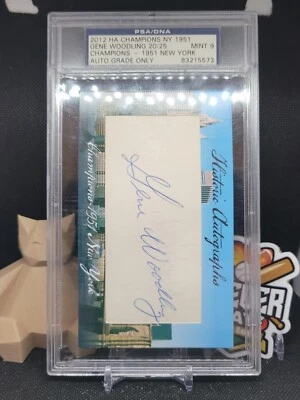 PSA/DNA
2012 HA CHAMPIONS NY 1951
GENE WOODLING 20/25 MINT 9
CHAMPIONS - 1951 NEW YORK
AUTO GRADE ONLY 83215573
Historic Autographs
Gene Woodling
Champions-1951 New York